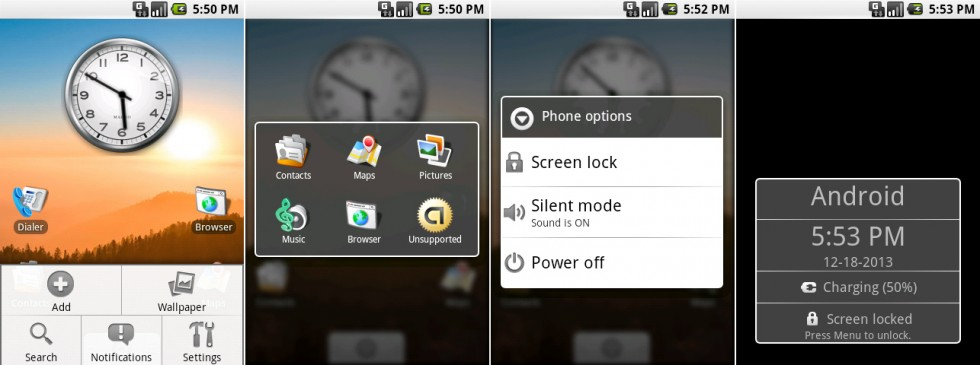 5:50 PM
Dialer
Browser
Add
Wallpaper
Search
Notifications
Settings
5:50 PM
Contacts
Maps
Pictures
Music
Browser
Unsupported
5:52 PM
Phone options
Screen lock
Silent mode
Sound is ON
Power off
5:53 PM
Android
5:53 PM
12-18-2013
Charging (50%)
Screen locked
Press Menu to unlock.